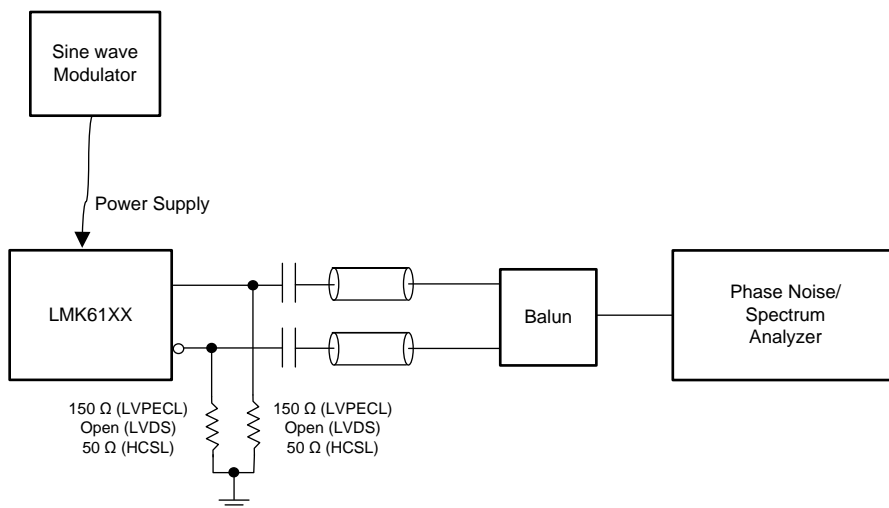 Sine wave
Modulator
Power Supply
LMK61XX
Balun
Phase Noise/
Spectrum
Analyzer
150 Ω (LVPECL)
Open (LVDS)
50 Ω (HCSL)
150 Ω (LVPECL)
Open (LVDS)
50 Ω (HCSL)